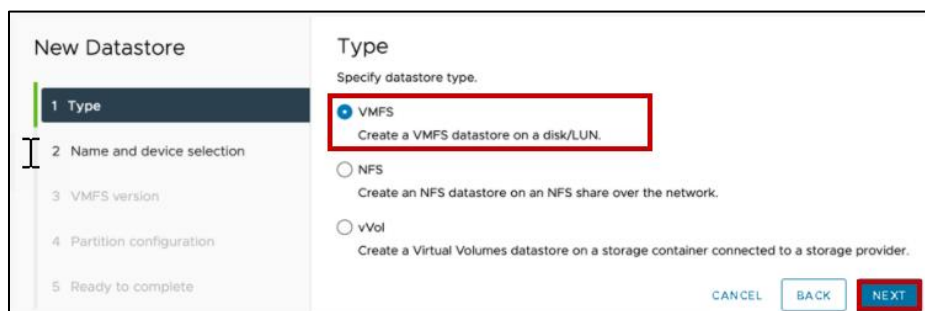 New Datastore
1 Type
2 Name and device selection
3 VMFS version
4 Partition configuration
5 Ready to complete
Type
Specify datastore type.
VMFS
Create a VMFS datastore on a disk/LUN.
NFS
Create an NFS datastore on an NFS share over the network.
vVol
Create a Virtual Volumes datastore on a storage container connected to a storage provider.
CANCEL BACK NEXT